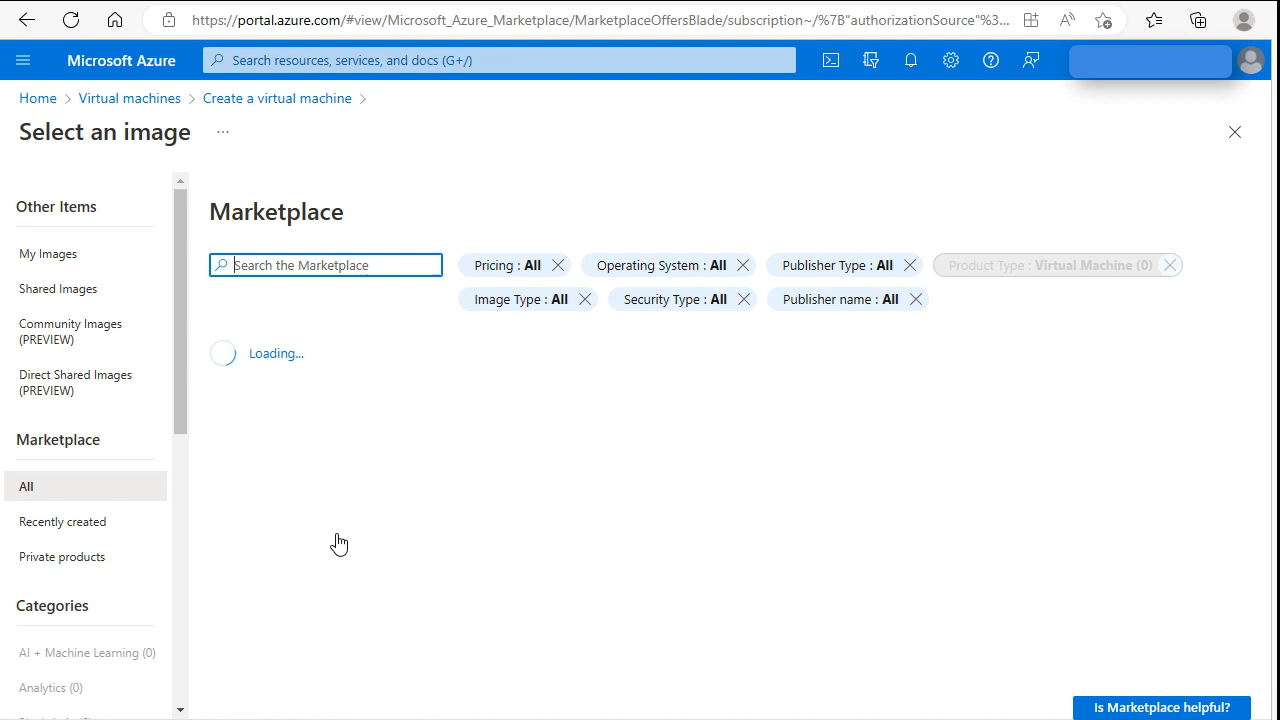 https://portal.azure.com/#view/Microsoft_Azure_Marketplace/MarketplaceOffersBlade/subscription~/%7B"authorizationSource"%3...
Microsoft Azure
Search resources, services, and docs (G+/)
Home > Virtual machines > Create a virtual machine >
Select an image ...
Other Items
My Images
Shared Images
Community Images
(PREVIEW)
Direct Shared Images
(PREVIEW)
Marketplace
All
Recently created
Private products
Categories
AI + Machine Learning (0)
Analytics (0)
Marketplace
Search the Marketplace
Pricing : All
Operating System : All
Publisher Type : All
Product Type : Virtual Machine (0)
Image Type : All
Security Type : All
Publisher name : All
Loading...
Is Marketplace helpful?